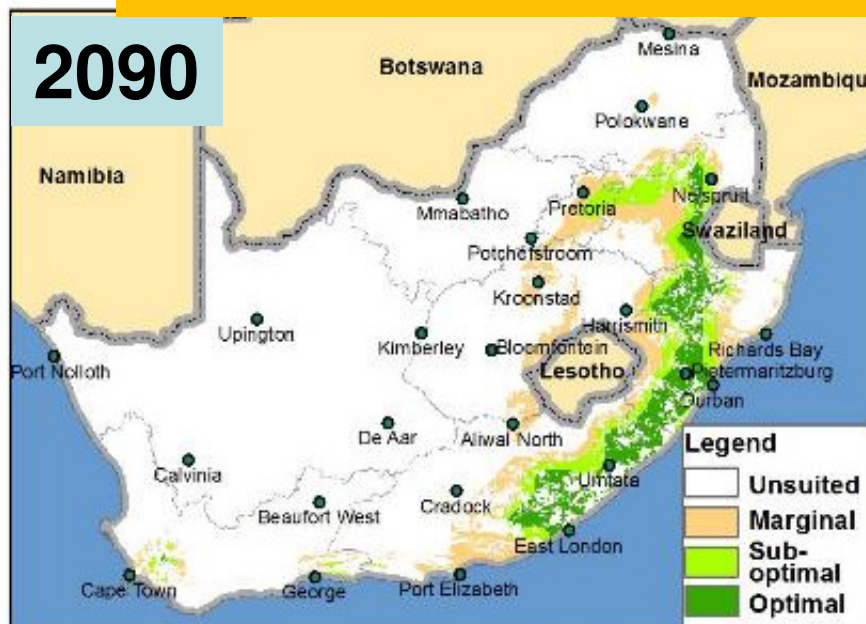 2090
Botswana
Mesina
Mozambiqu
Polokwane
Namibia
Mmabatho
Pretoria
Nelspruit
Swaziland
Potchefstroom
Kroonstad
Upington
Kimberley
Harrismith
Bloomfontein
Richards Bay
Port Nolloth
Lesotho
Pietermaritzburg
Durban
De Aar
Aliwal North
Calvinia
Umtata
Beaufort West
Cradock
East London
Cape Town
George
Port Elizabeth
Legend
Unsuited
Marginal
Sub-
optimal
Optimal